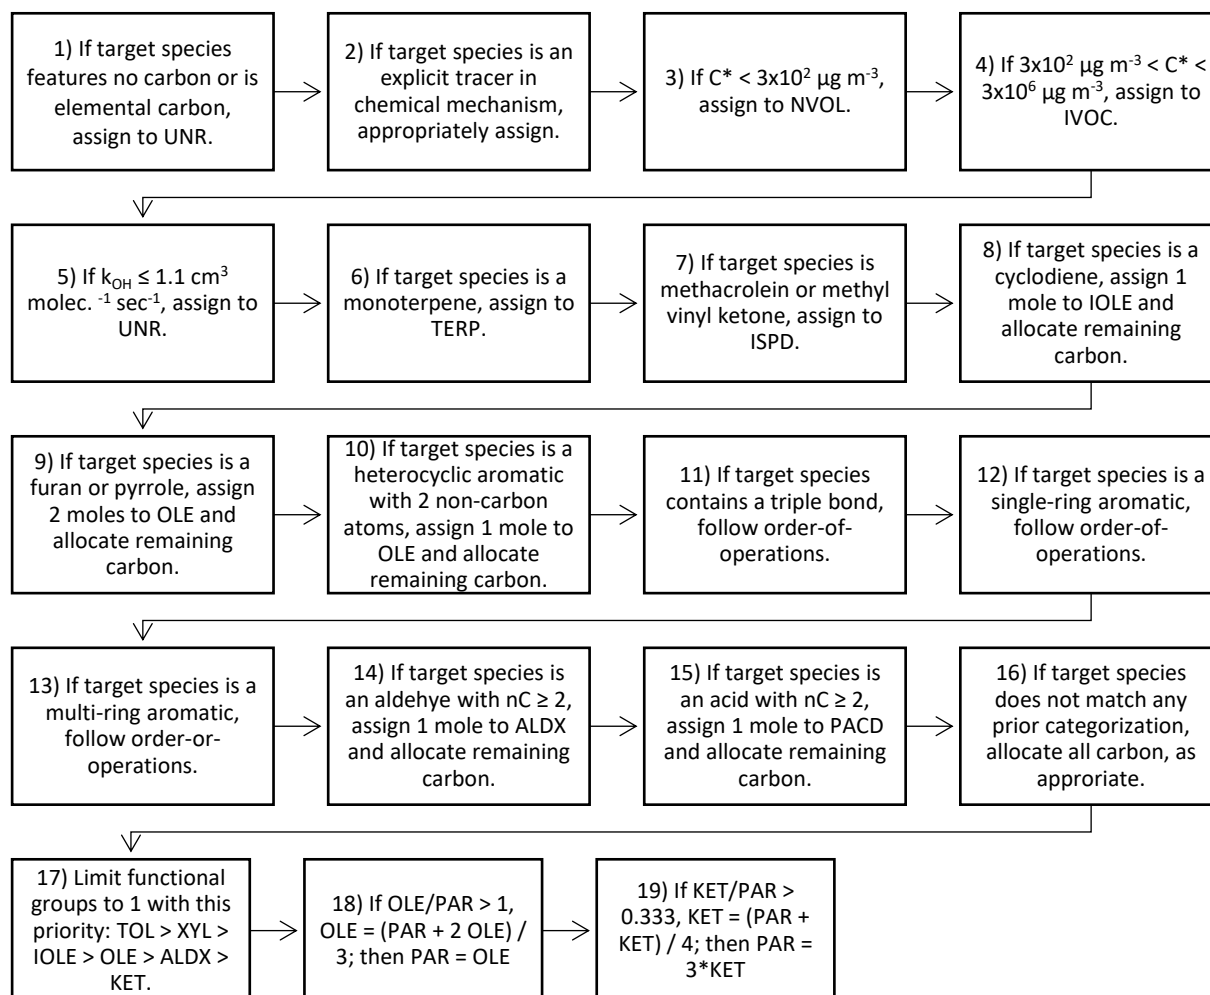 1) If target species
features no carbon or is
elemental carbon,
assign to UNR.
2) If target species is an
explicit tracer in
chemical mechanism,
appropriately assign.
3) If C* < 3x10² µg m⁻³,
assign to NVOL.
4) If 3x10² µg m⁻³ < C* <
3x10⁶ µg m⁻³, assign to
IVOC.
5) If kOH ≤ 1.1 cm³
molec. ⁻¹ sec⁻¹, assign to
UNR.
6) If target species is a
monoterpene, assign to
TERP.
7) If target species is
methacrolein or methyl
vinyl ketone, assign to
ISPD.
8) If target species is a
cyclodiene, assign 1
mole to IOLE and
allocate remaining
carbon.
9) If target species is a
furan or pyrrole, assign
2 moles to OLE and
allocate remaining
carbon.
10) If target species is a
heterocyclic aromatic
with 2 non-carbon
atoms, assign 1 mole to
OLE and allocate
remaining carbon.
11) If target species
contains a triple bond,
follow order-of-
operations.
12) If target species is a
single-ring aromatic,
follow order-of-
operations.
13) If target species is a
multi-ring aromatic,
follow order-or-
operations.
14) If target species is
an aldehye with nC ≥ 2,
assign 1 mole to ALDX
and allocate remaining
carbon.
15) If target species is
an acid with nC ≥ 2,
assign 1 mole to PACD
and allocate remaining
carbon.
16) If target species
does not match any
prior categorization,
allocate all carbon, as
approriate.
17) Limit functional
groups to 1 with this
priority: TOL > XYL >
IOLE > OLE > ALDX >
KET.
18) If OLE/PAR > 1,
OLE = (PAR + 2 OLE) /
3; then PAR = OLE
19) If KET/PAR >
0.333, KET = (PAR +
KET) / 4; then PAR =
3*KET